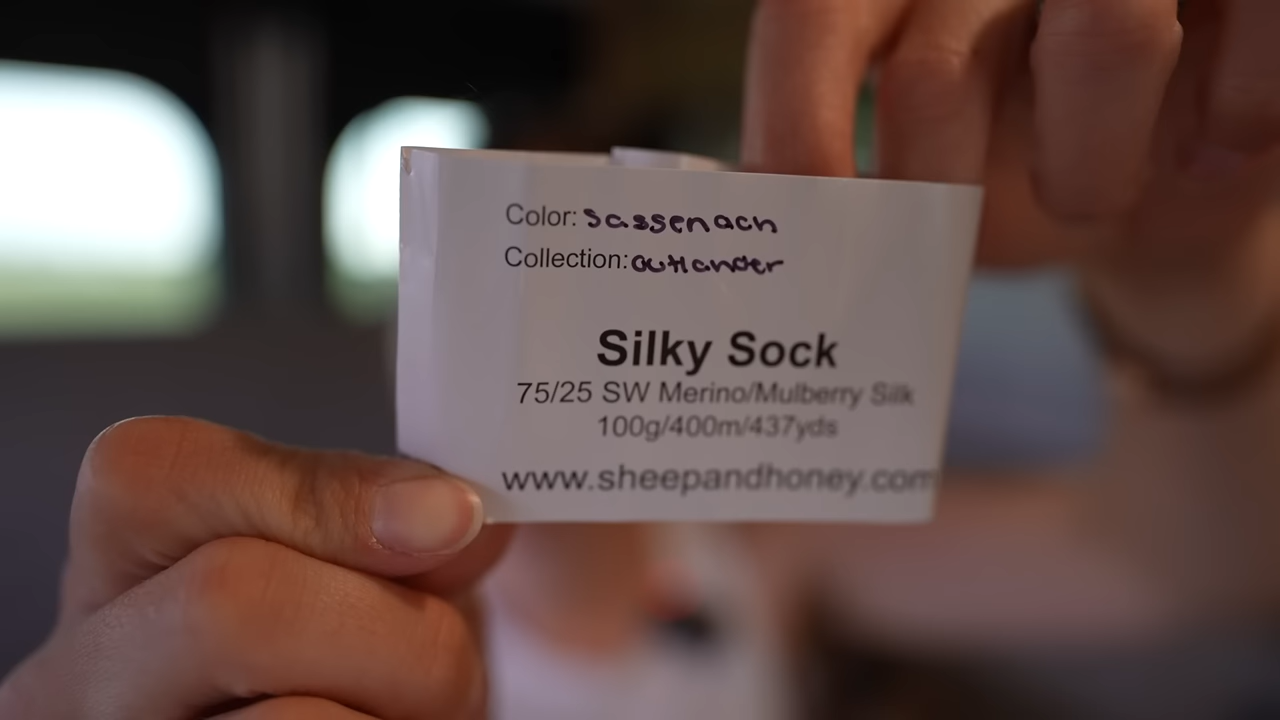 Color: Sassenach
Collection: outlander
Silky Sock
75/25 SW Merino/Mulberry Silk
100g/400m/437yds
www.sheepandhoney.com